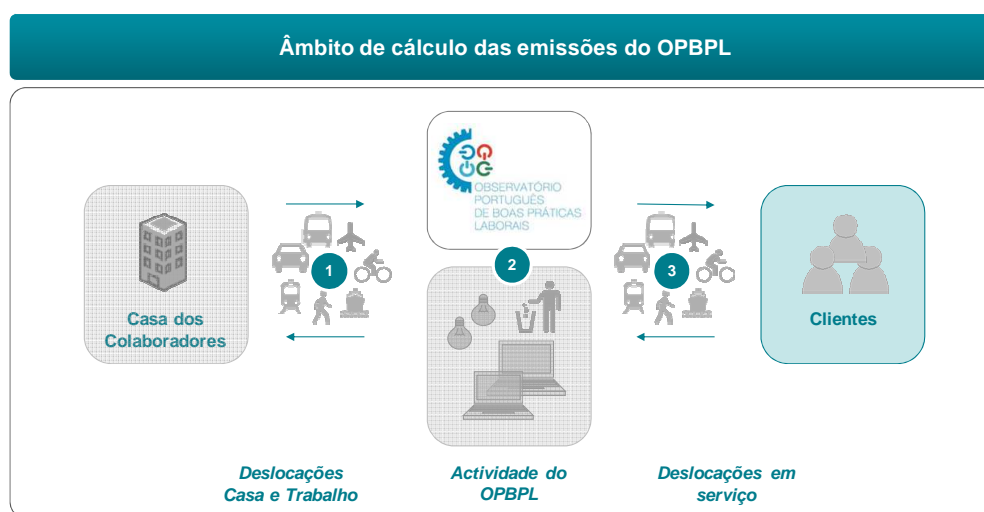 Âmbito de cálculo das emissões do OPBPL
OBSERVATÓRIO
PORTUGUÊS
DE BOAS PRÁTICAS
LABORAIS
1
2
3
Casa dos
Colaboradores
Clientes
Deslocações
Casa e Trabalho
Actividade do
OPBPL
Deslocações em
serviço